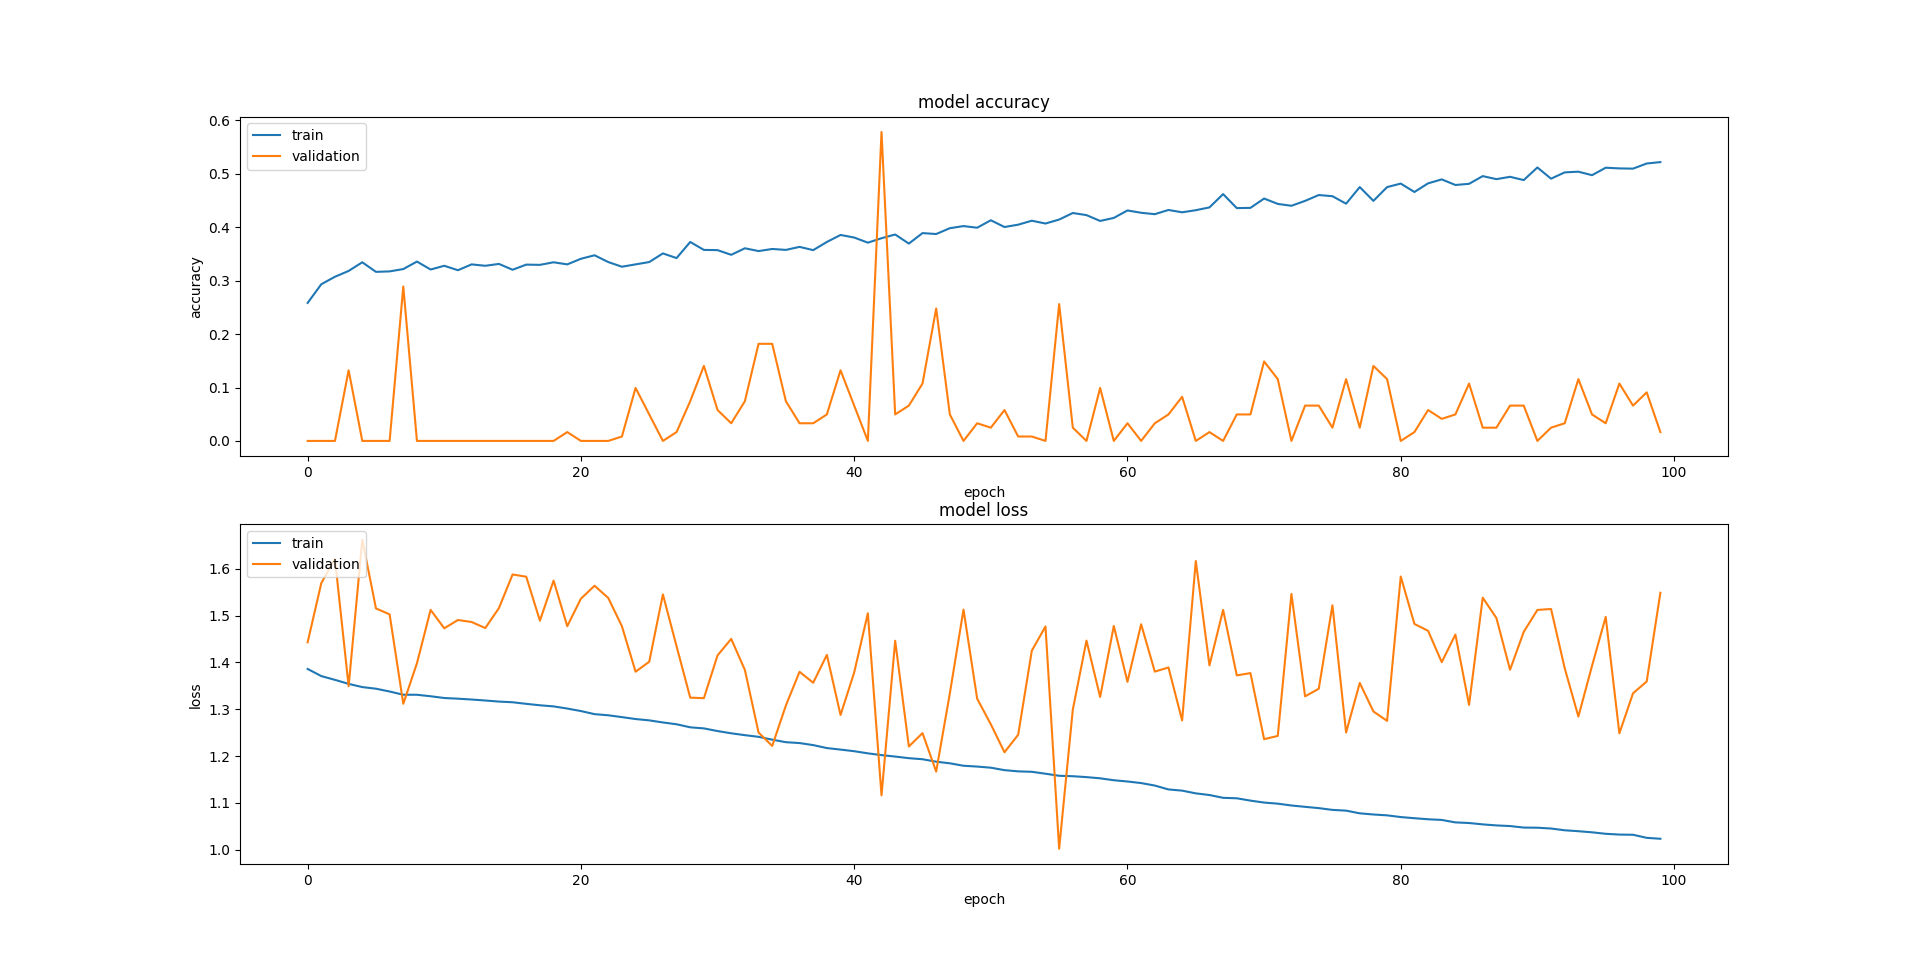 model accuracy
train
validation
accuracy
0.6
0.5
0.4
0.3
0.2
0.1
0.0
0 20 40 60 80 100
epoch
model loss
train
validation
loss
1.6
1.5
1.4
1.3
1.2
1.1
1.0
0 20 40 60 80 100
epoch